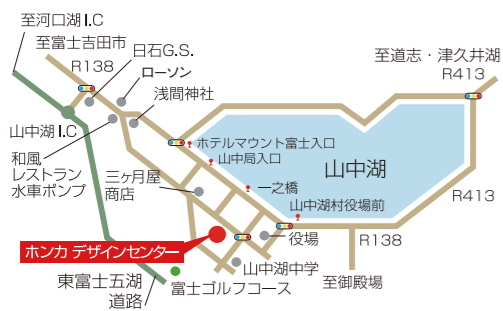 至河口湖I.C
至富士吉田市
日石G.S.
R138
ローソン
浅間神社
至道志・津久井湖
R413
山中湖I.C
和風
レストラン
水車ポンプ
ホテルマウント富士入口
山中局入口
山中湖
三ヶ月屋
商店
一之橋
山中湖村役場前
R413
ホンカ デザインセンター
役場
R138
山中湖中学
至御殿場
東富士五湖
道路
富士ゴルフコース